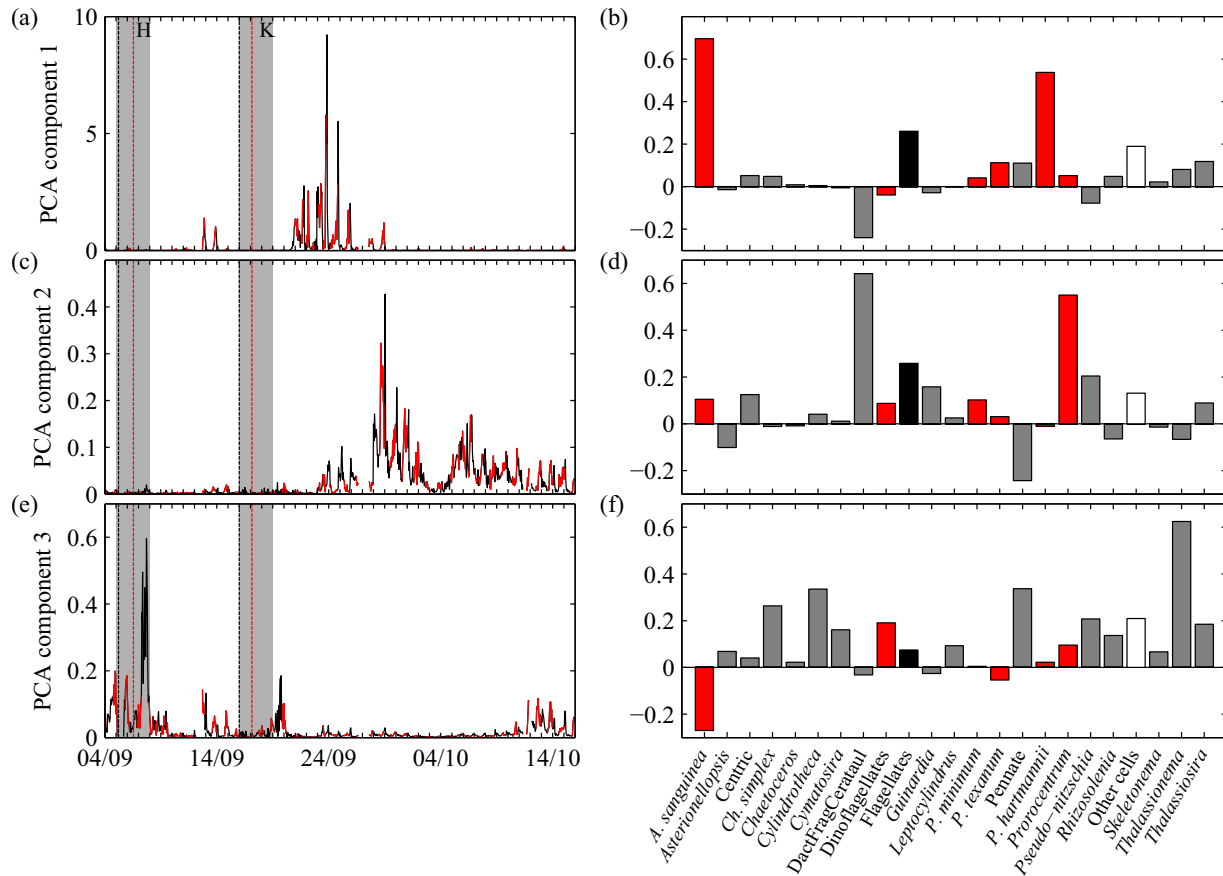 (a)
PCA component 1
10
5
0
H
K
(b)
0.6
0.4
0.2
0
−0.2
(c)
PCA component 2
0.4
0.3
0.2
0.1
0
(d)
0.6
0.4
0.2
0
−0.2
(e)
PCA component 3
0.6
0.4
0.2
0
04/09
14/09
24/09
04/10
14/10
(f)
0.6
0.4
0.2
0
−0.2
A. sanguinea
Asterionellopsis
Centric
Ch. simplex
Chaetoceros
Cylindrotheca
Cymatosira
DactFragCerataul
Dinoflagellates
Flagellates
Guinardia
Leptocylindrus
P. minimum
P. texanum
Pennate
P. hartmannii
Prorocentrum
Pseudo−nitzschia
Rhizosolenia
Other cells
Skeletonema
Thalassionema
Thalassiosira